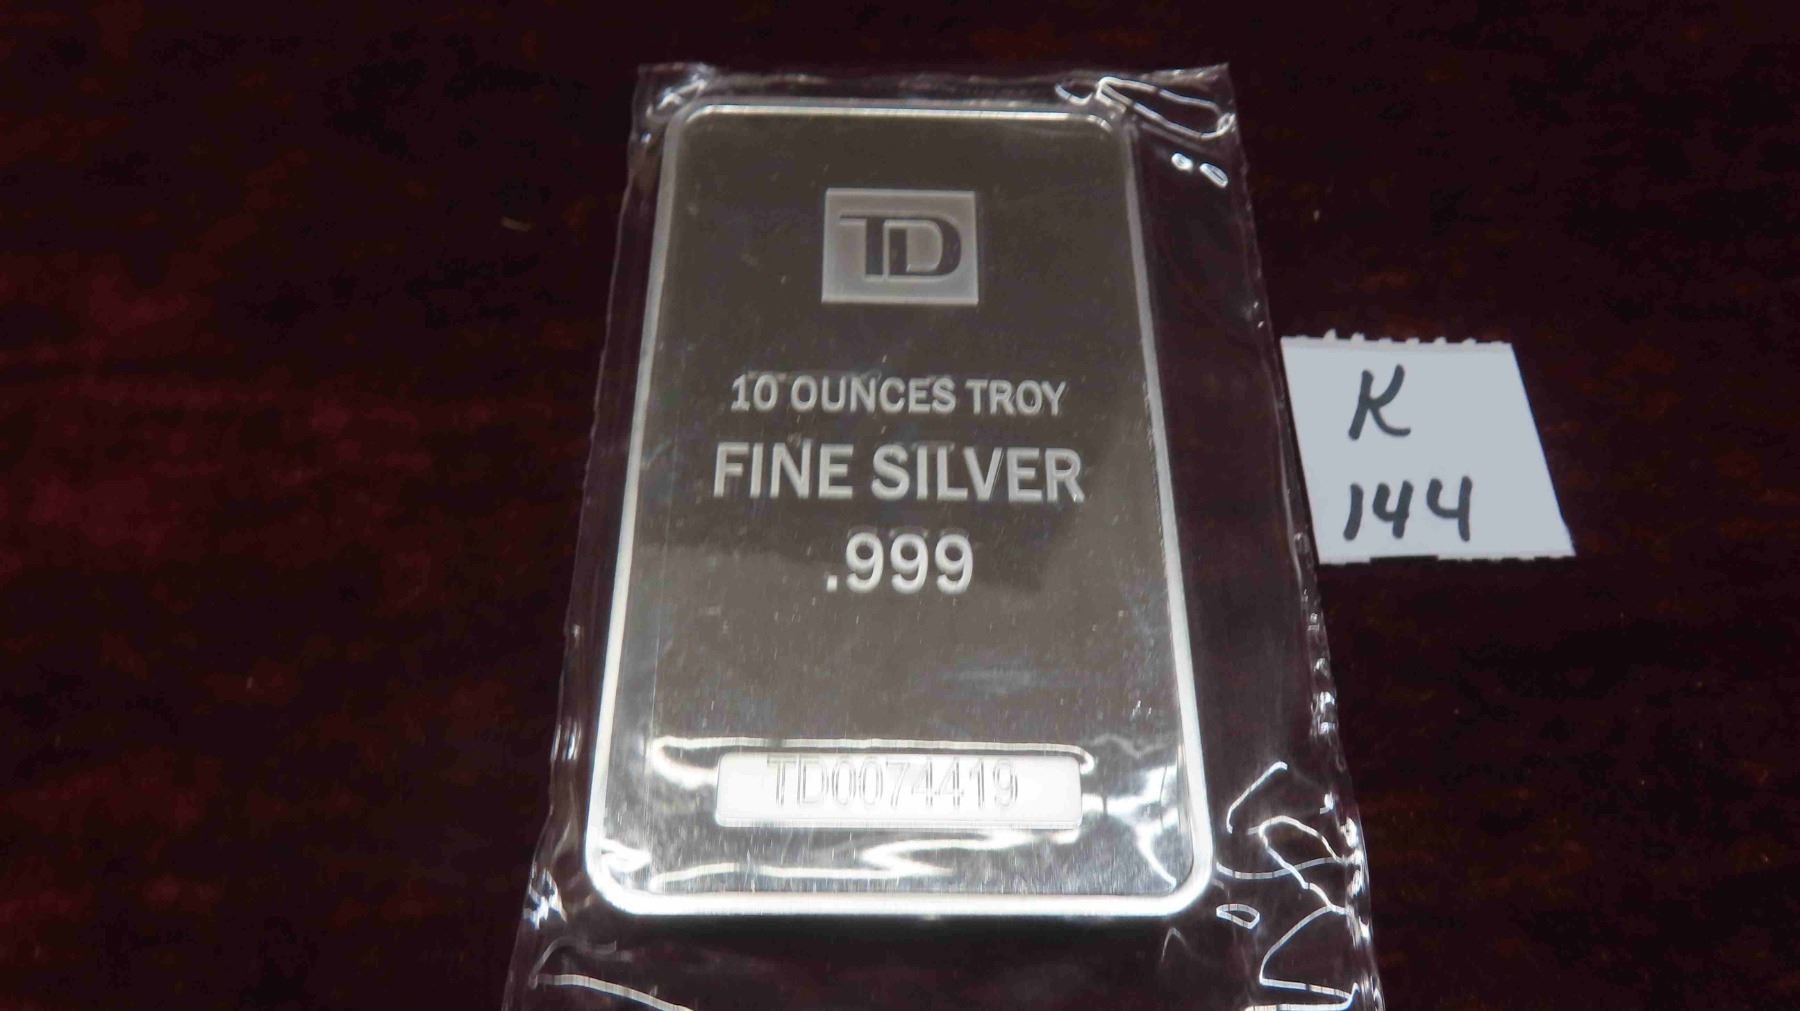 TD
10 OUNCES TROY
FINE SILVER
.999
TD0074419
K
144